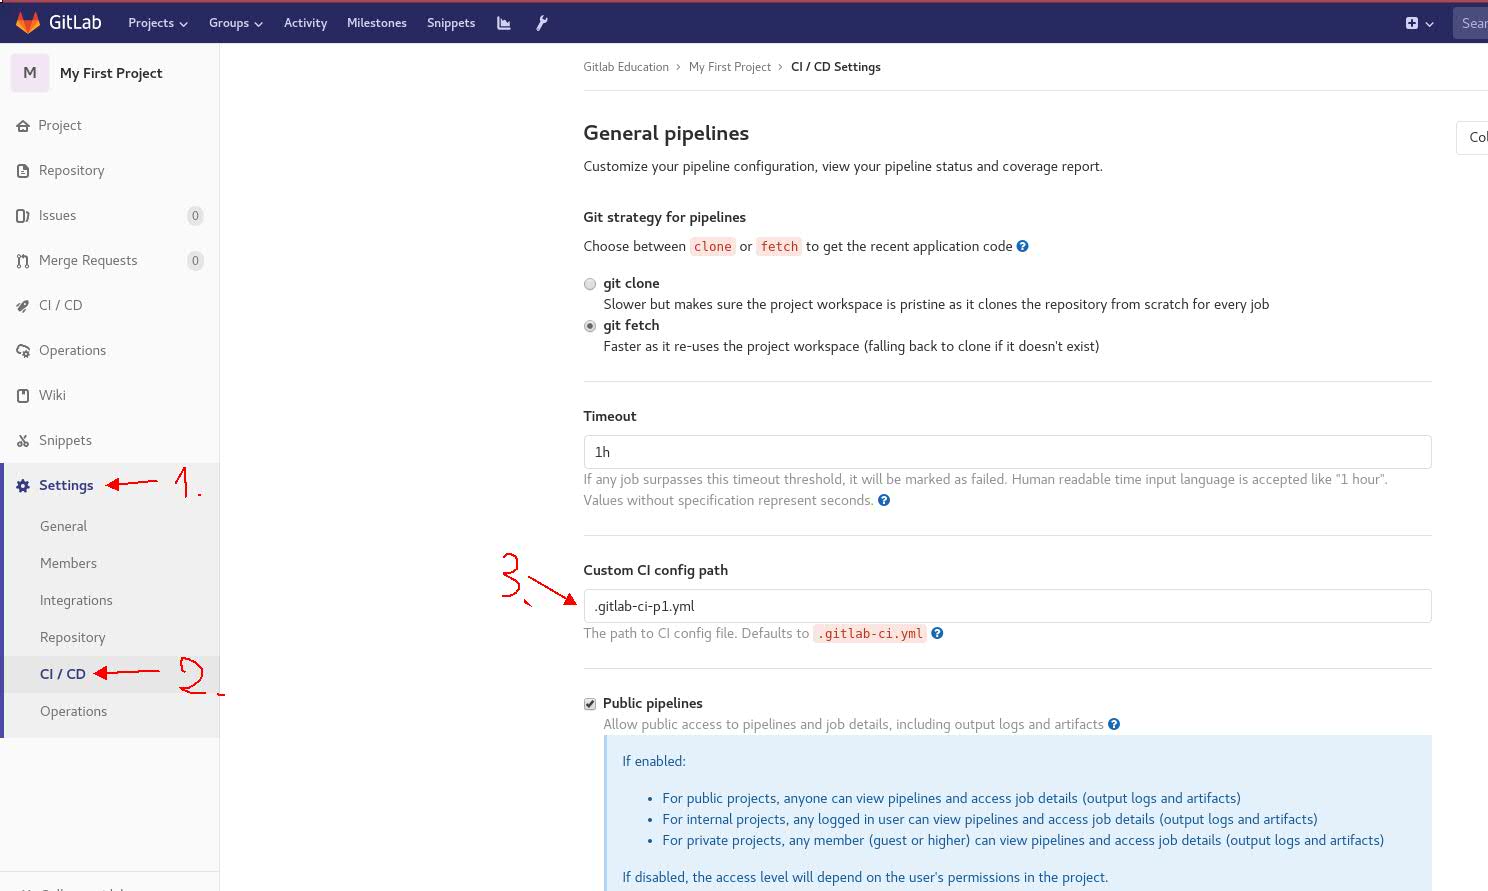 GitLab Projects Groups Activity Milestones Snippets
M My First Project
Project
Repository
Issues 0
Merge Requests 0
CI / CD
Operations
Wiki
Snippets
Settings 1.
General
Members
Integrations
Repository
CI / CD 2.
Operations
Gitlab Education > My First Project > CI / CD Settings
General pipelines
Customize your pipeline configuration, view your pipeline status and coverage report.
Git strategy for pipelines
Choose between clone or fetch to get the recent application code
git clone
Slower but makes sure the project workspace is pristine as it clones the repository from scratch for every job
git fetch
Faster as it re-uses the project workspace (falling back to clone if it doesn't exist)
Timeout
1h
If any job surpasses this timeout threshold, it will be marked as failed. Human readable time input language is accepted like "1 hour".
Values without specification represent seconds.
Custom CI config path
3.
.gitlab-ci-p1.yml
The path to CI config file. Defaults to .gitlab-ci.yml
Public pipelines
Allow public access to pipelines and job details, including output logs and artifacts
If enabled:
• For public projects, anyone can view pipelines and access job details (output logs and artifacts)
• For internal projects, any logged in user can view pipelines and access job details (output logs and artifacts)
• For private projects, any member (guest or higher) can view pipelines and access job details (output logs and artifacts)
If disabled, the access level will depend on the user's permissions in the project.